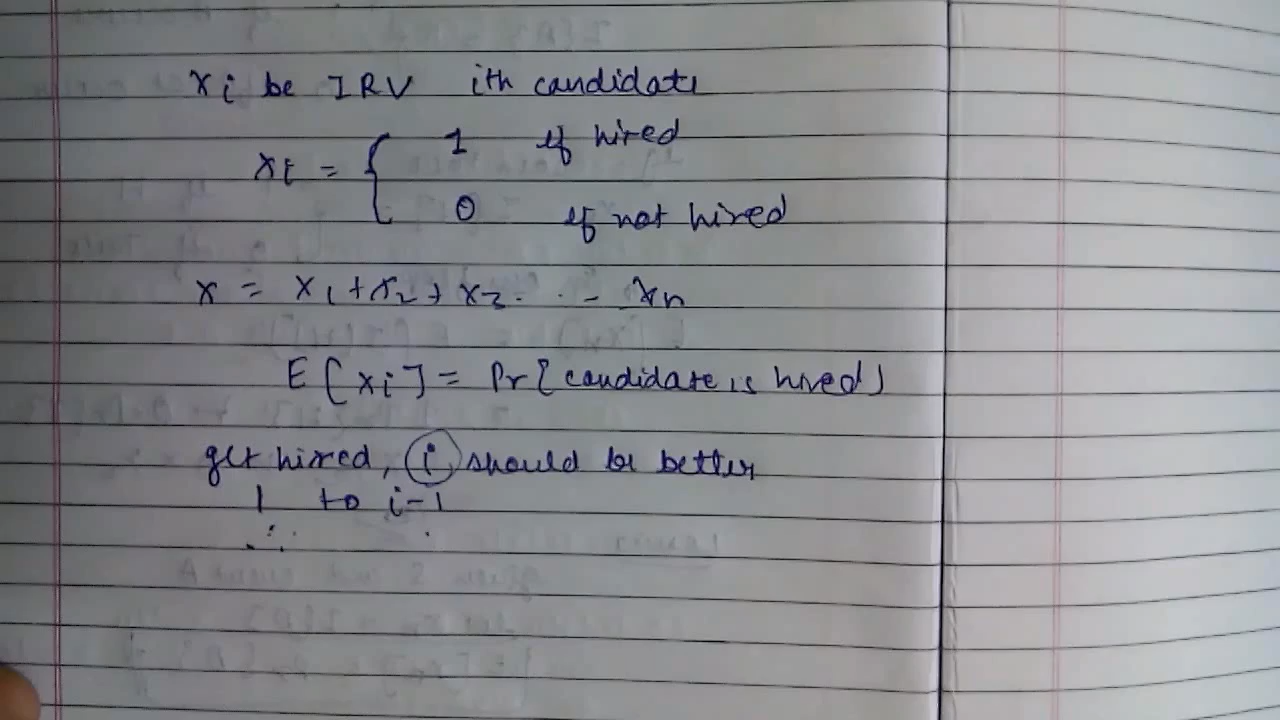 xi be IRV ith candidate
xi = { 1 if hired
0 if not hired
x = x1 + x2 + x3 . . - xn
E[xi] = Pr[candidate is hired]
get hired, i should be better
1 to i-1
∴